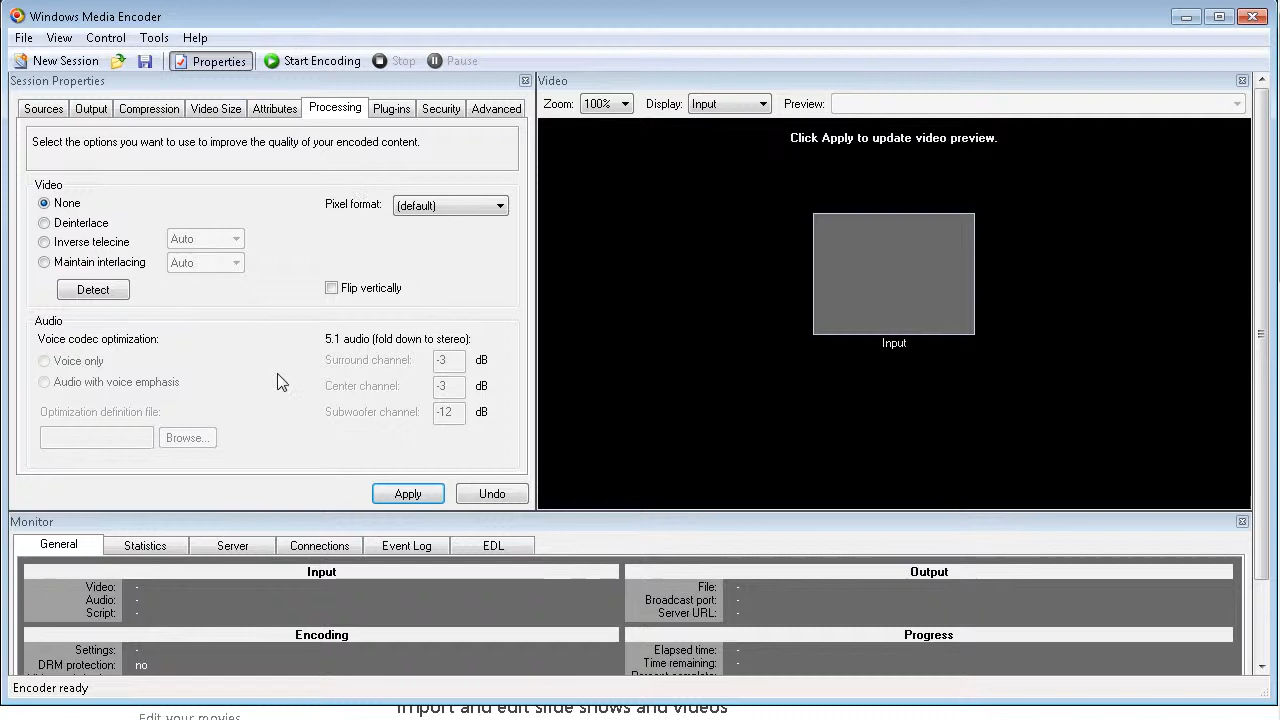 Windows Media Encoder
File View Control Tools Help
New Session Properties Start Encoding Stop Pause
Session Properties
Sources Output Compression Video Size Attributes Processing Plug-ins Security Advanced
Select the options you want to use to improve the quality of your encoded content.
Video
None
Pixel format: (default)
Deinterlace
Inverse telecine Auto
Maintain interlacing Auto
Detect
Flip vertically
Audio
Voice codec optimization:
5.1 audio (fold down to stereo):
Voice only
Surround channel: -3 dB
Audio with voice emphasis
Center channel: -3 dB
Optimization definition file:
Subwoofer channel: -12 dB
Browse...
Apply Undo
Video
Zoom: 100% Display: Input Preview:
Click Apply to update video preview.
Input
Monitor
General Statistics Server Connections Event Log EDL
Input
Video: -
Audio: -
Script: -
Output
File: -
Broadcast port: -
Server URL: -
Encoding
Settings: -
DRM protection: no
Progress
Elapsed time: -
Time remaining: -
Encoder ready
Edit your movies
Import and edit slide shows and videos